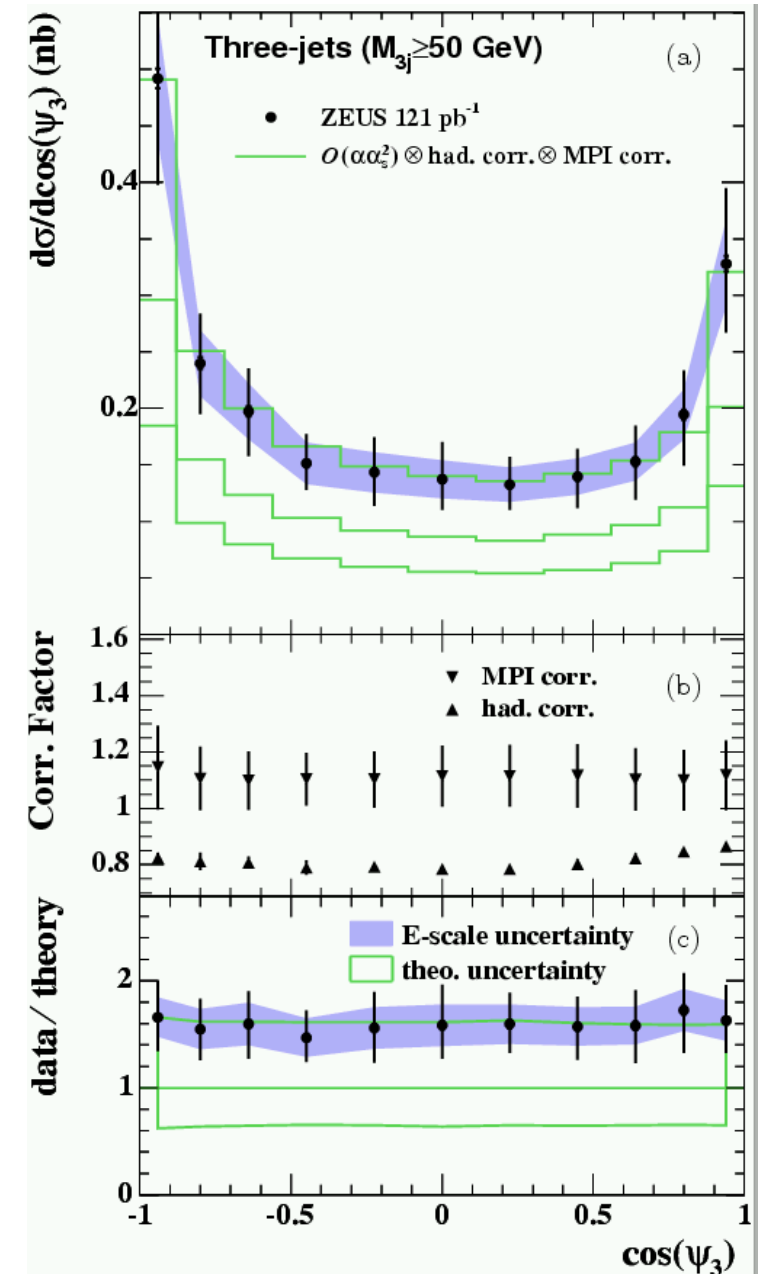 Three-jets (M3j≥50 GeV) (a)
ZEUS 121 pb-1
O(αα²s) ⊗ had. corr. ⊗ MPI corr.
dσ/dcos(ψ3) (nb)
0.4
0.2
Corr. Factor
1.6
1.4
1.2
1
0.8
MPI corr. (b)
had. corr.
data / theory
2
1
0
E-scale uncertainty (c)
theo. uncertainty
-1 -0.5 0 0.5 1
cos(ψ3)